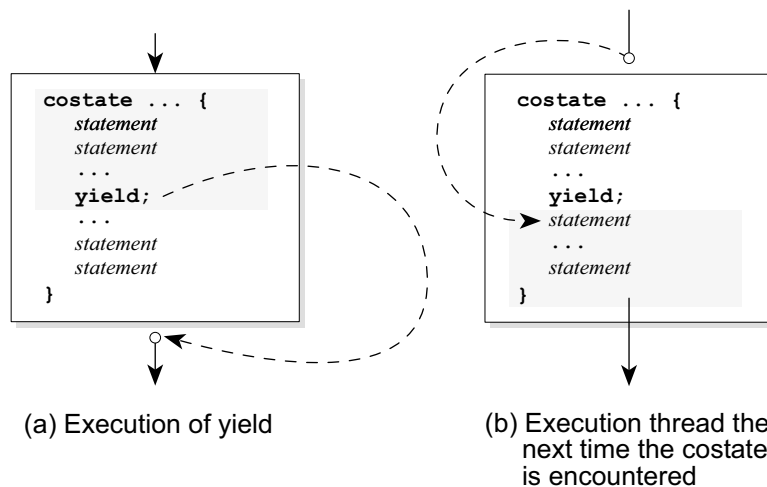 costate ... {
statement
statement
...
yield;
...
statement
statement
}
(a) Execution of yield
costate ... {
statement
statement
...
yield;
statement
...
statement
}
(b) Execution thread the
next time the costate
is encountered